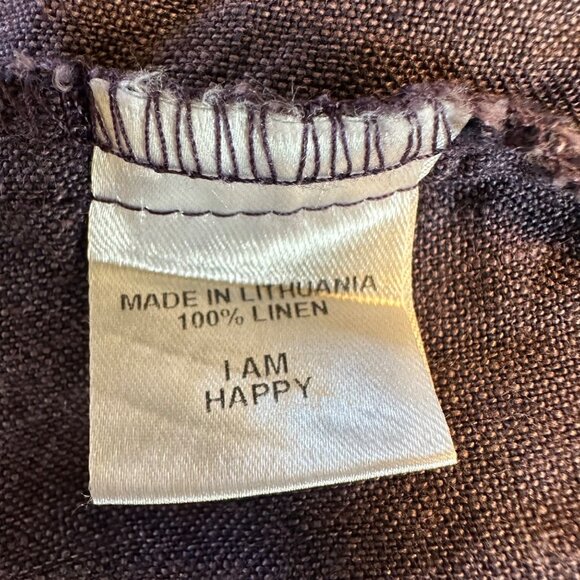 MADE IN LITHUANIA
100% LINEN
I AM
HAPPY